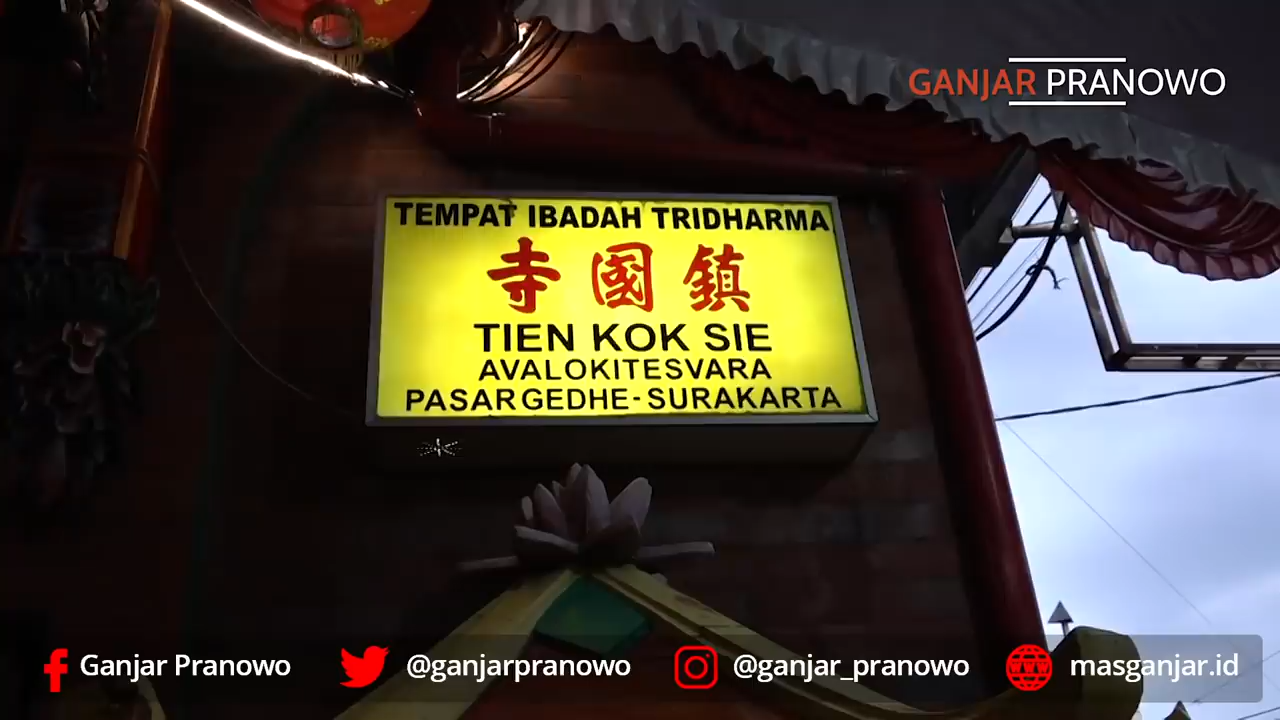 GANJAR PRANOWO
TEMPAT IBADAH TRIDHARMA
寺國鎮
TIEN KOK SIE
AVALOKITESVARA
PASARGEDHE-SURAKARTA
Ganjar Pranowo @ganjarpranowo @ganjar_pranowo masganjar.id